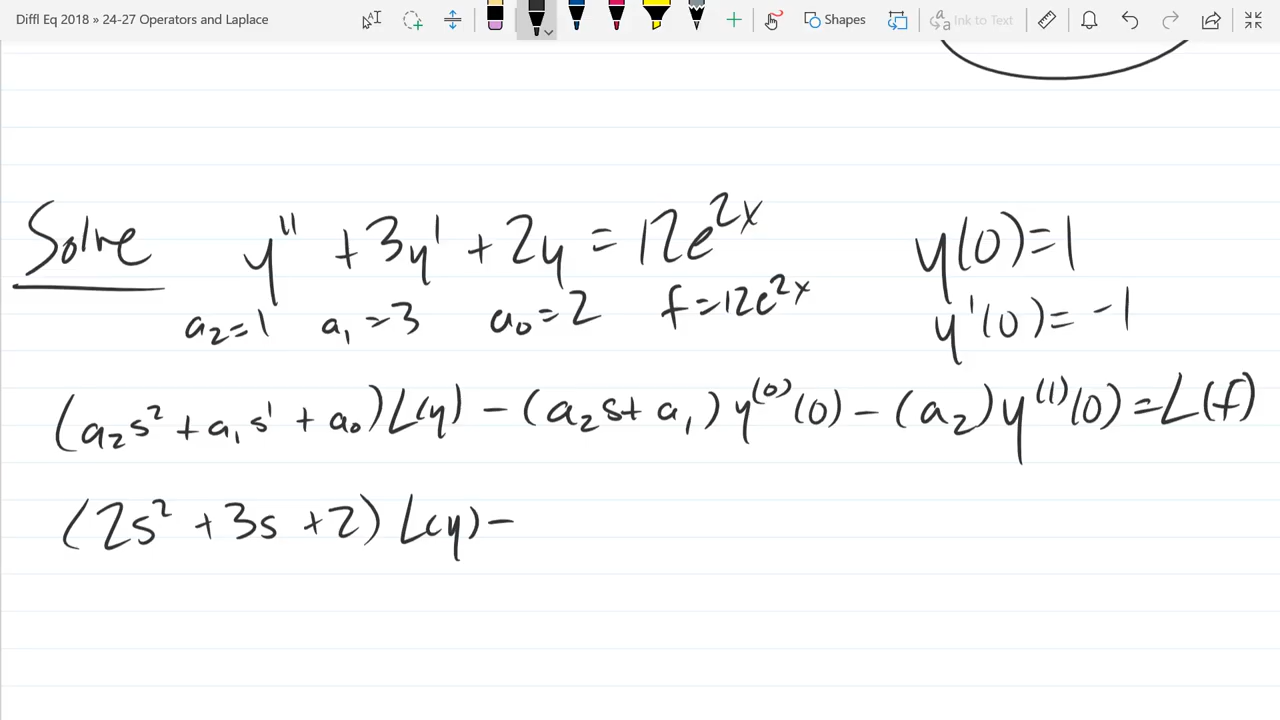 Diffl Eq 2018 » 24-27 Operators and Laplace Shapes Ink to Text
Solve y'' + 3y' + 2y = 12e^{2x} y(0)=1
a₂=1 a₁=3 a₀=2 f=12e^{2x} y'(0)=-1
(a₂s² + a₁s¹ + a₀)L(y) - (a₂s + a₁)y^{(0)}(0) - (a₂)y^{(1)}(0) = L(f)
(2s² + 3s + 2) L(y) -